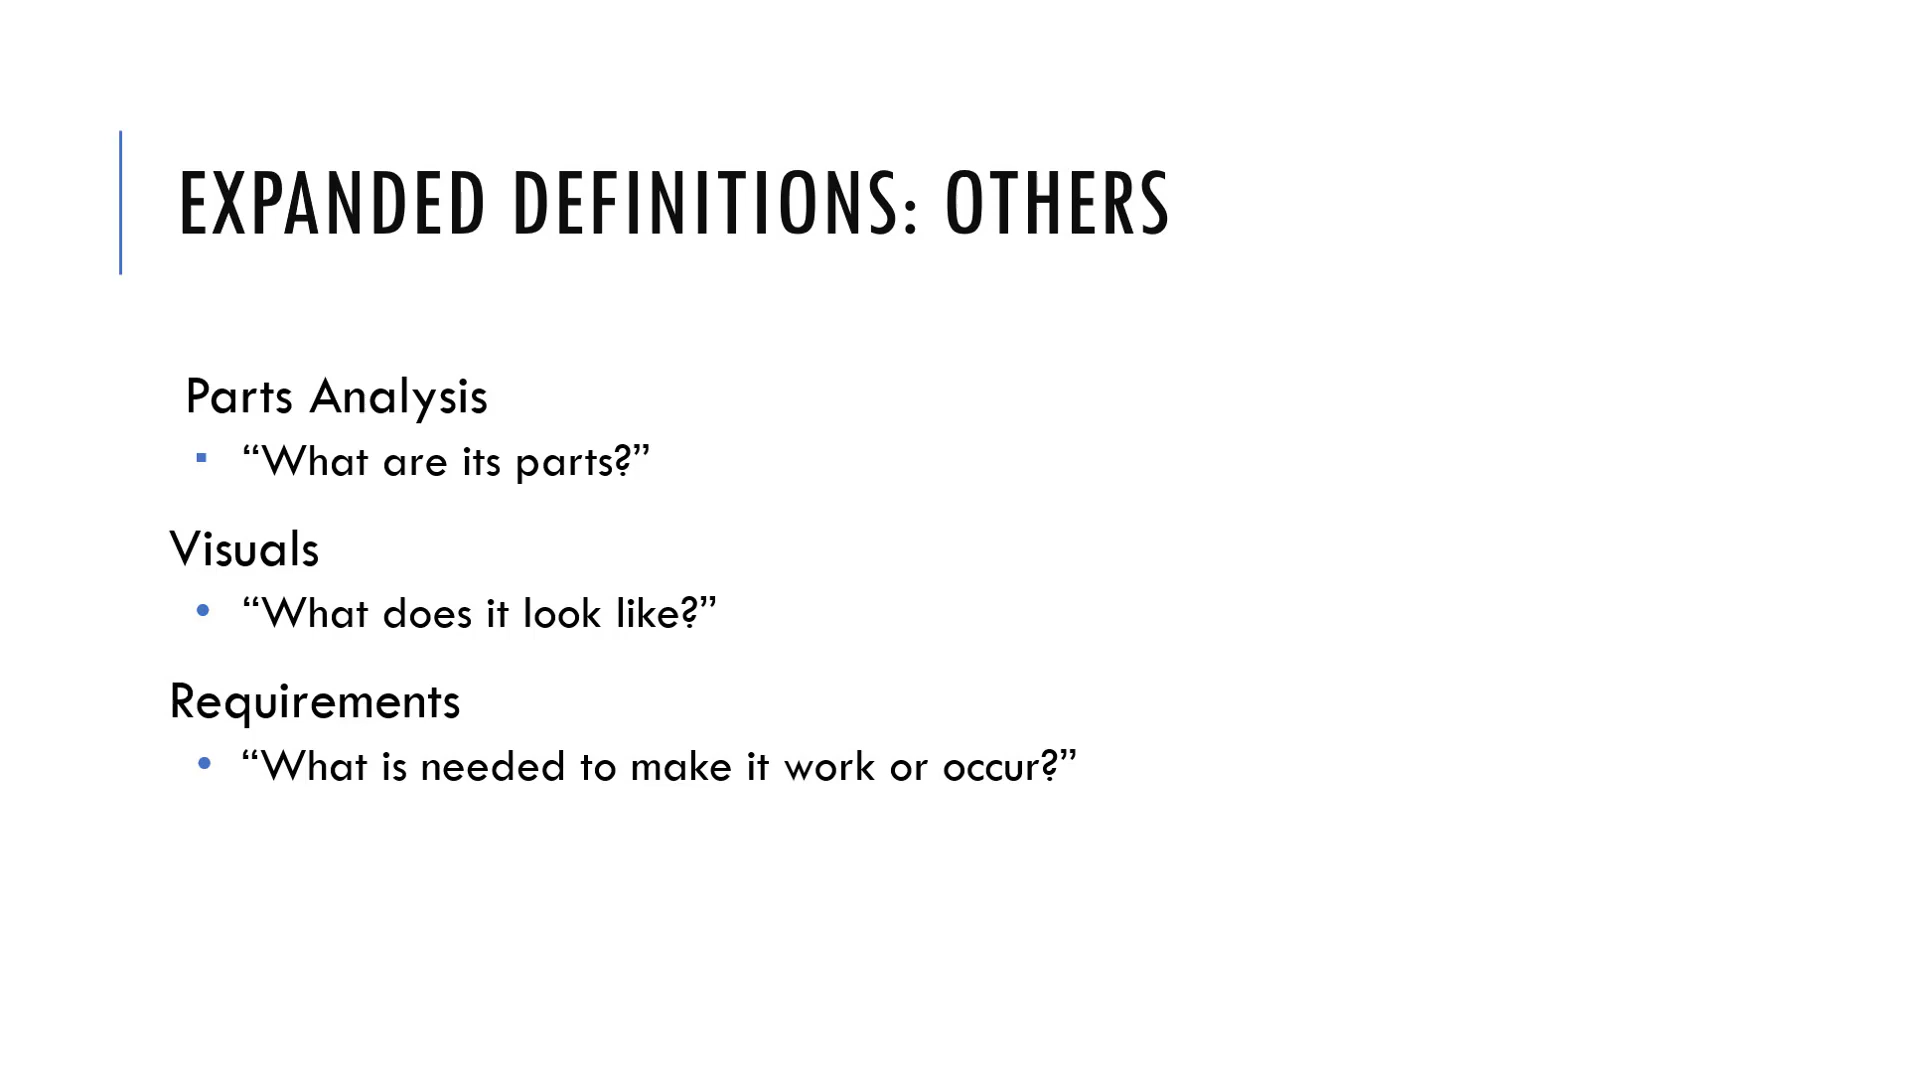 EXPANDED DEFINITIONS: OTHERS
Parts Analysis
▪ “What are its parts?”
Visuals
• “What does it look like?”
Requirements
• “What is needed to make it work or occur?”